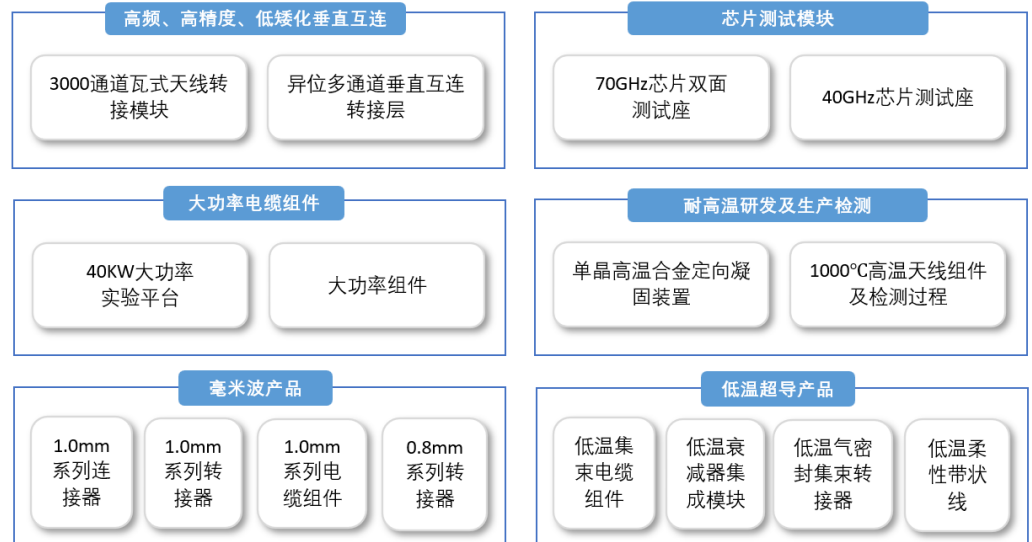 高频、高精度、低矮化垂直互连
3000通道瓦式天线转
接模块
异位多通道垂直互连
转接层
芯片测试模块
70GHz芯片双面
测试座
40GHz芯片测试座
大功率电缆组件
40KW大功率
实验平台
大功率组件
耐高温研发及生产检测
单晶高温合金定向凝
固装置
1000℃高温天线组件
及检测过程
毫米波产品
1.0mm
系列连
接器
1.0mm
系列转
接器
1.0mm
系列电
缆组件
0.8mm
系列转
接器
低温超导产品
低温集
束电缆
组件
低温衰
减器集
成模块
低温气密
封集束转
接器
低温柔
性带状
线